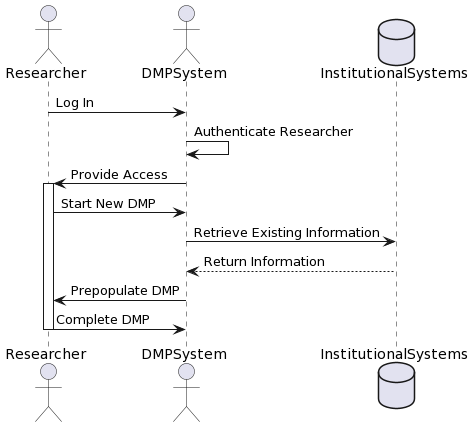 Researcher
DMPSystem
InstitutionalSystems
Log In
Authenticate Researcher
Provide Access
Start New DMP
Retrieve Existing Information
Return Information
Prepopulate DMP
Complete DMP
Researcher
DMPSystem
InstitutionalSystems